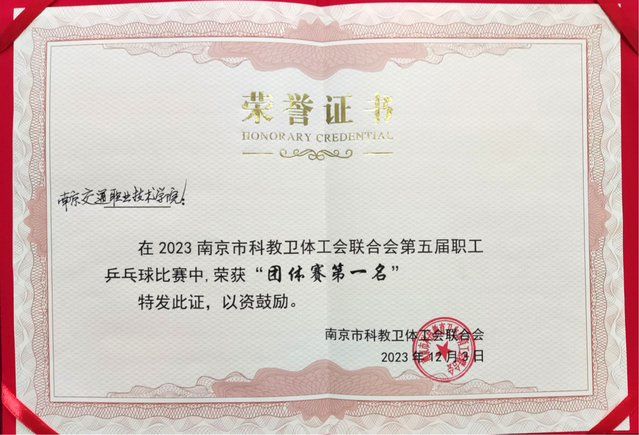 荣誉证书
HONORARY CREDENTIAL
南京交通职业技术学院：
在2023南京市科教卫体工会联合会第五届职工
乒乓球比赛中,荣获“团体赛第一名”
特发此证，以资鼓励。
南京市科教卫体工会联合会
2023年12月3日